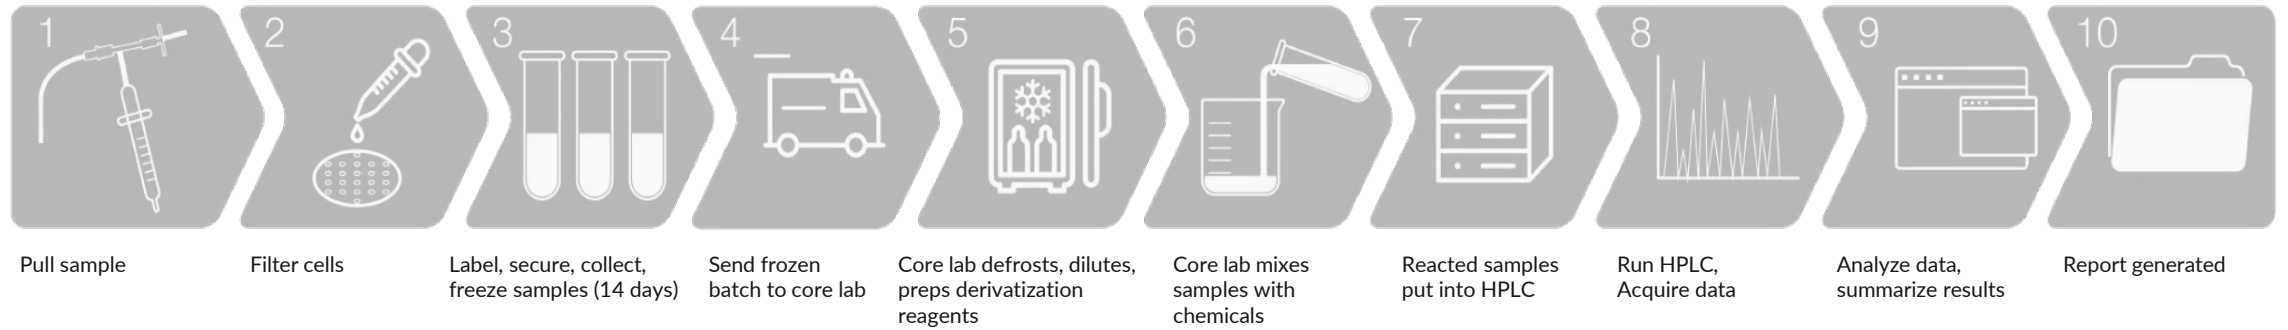 1
2
3
4
5
6
7
8
9
10
Pull sample
Filter cells
Label, secure, collect,
freeze samples (14 days)
Send frozen
batch to core lab
Core lab defrosts, dilutes,
preps derivatization
reagents
Core lab mixes
samples with
chemicals
Reacted samples
put into HPLC
Run HPLC,
Acquire data
Analyze data,
summarize results
Report generated